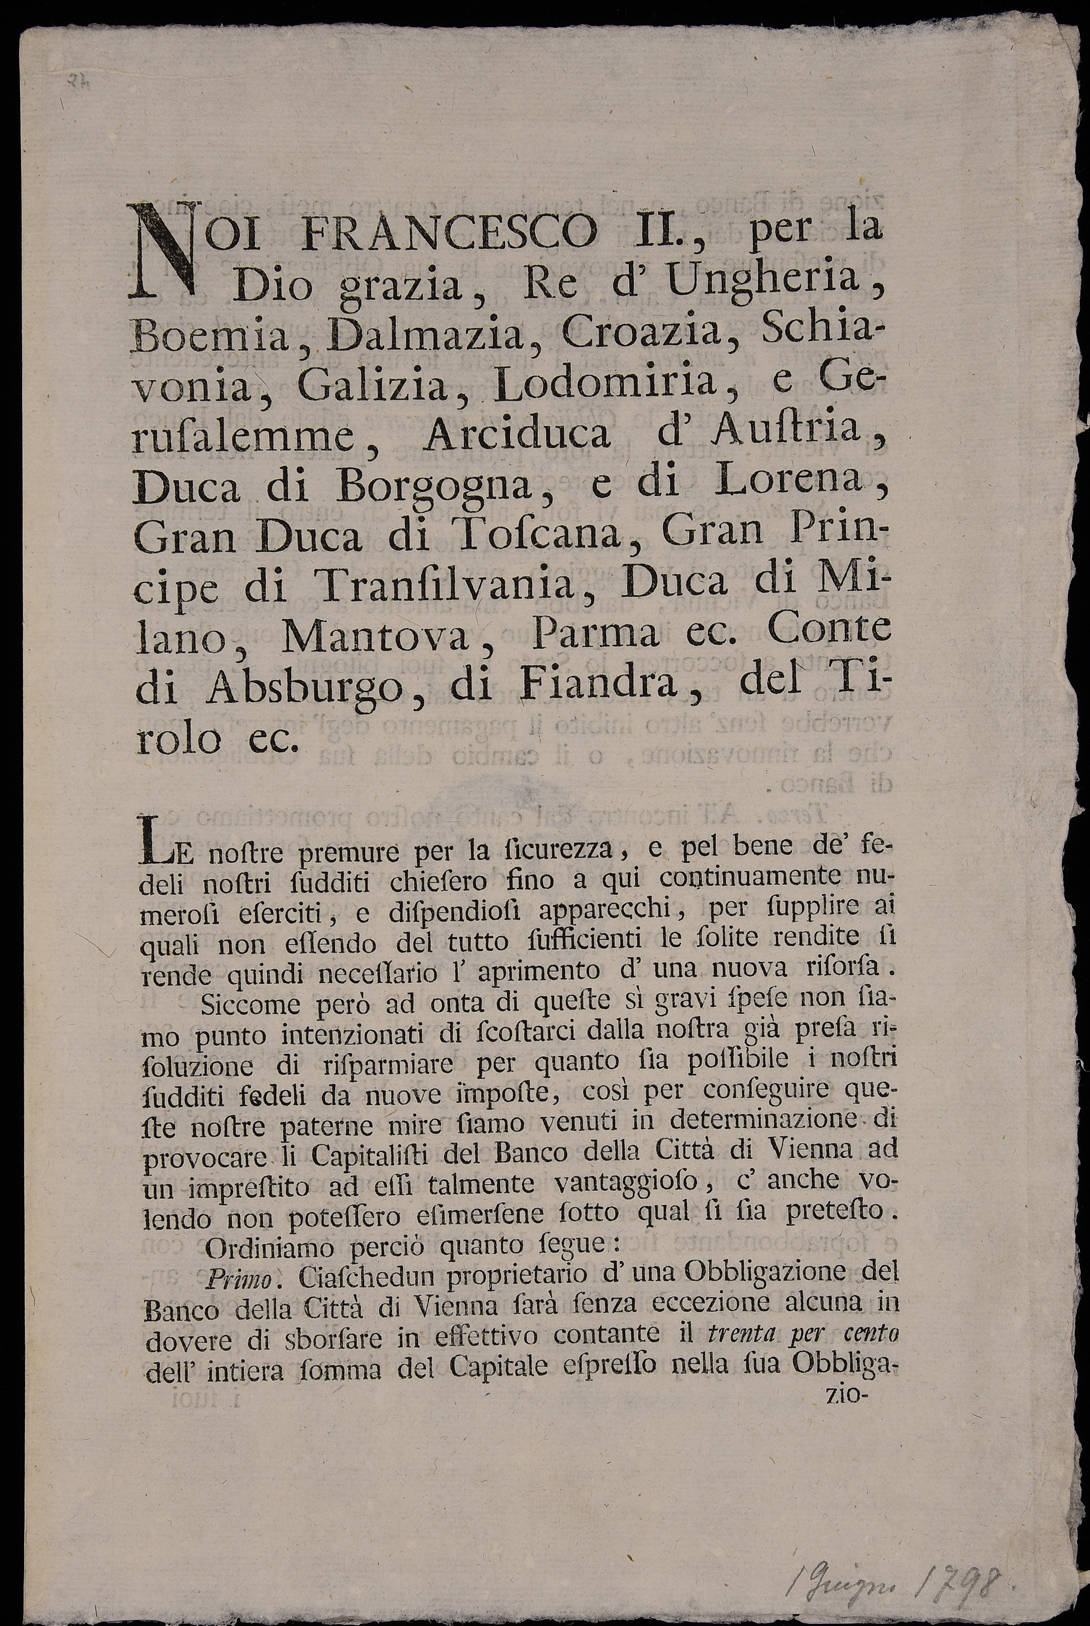 24
NOI FRANCESCO II., per la
Dio grazia, Re d' Ungheria,
Boemia, Dalmazia, Croazia, Schia-
vonia, Galizia, Lodomiria, e Ge-
ruſalemme, Arciduca d' Auſtria,
Duca di Borgogna, e di Lorena,
Gran Duca di Toſcana, Gran Prin-
cipe di Tranſilvania, Duca di Mi-
lano, Mantova, Parma ec. Conte
di Absburgo, di Fiandra, del Ti-
rolo ec.
LE noſtre premure per la ſicurezza, e pel bene de' fe-
deli noſtri ſudditi chieſero fino a qui continuamente nu-
meroſi eſerciti, e diſpendioſi apparecchi, per ſupplire ai
quali non eſſendo del tutto ſufficienti le ſolite rendite ſi
rende quindi neceſſario l' aprimento d' una nuova riſorſa.
Siccome però ad onta di queſte sì gravi ſpeſe non ſia-
mo punto intenzionati di ſcoſtarci dalla noſtra già preſa ri-
ſoluzione di riſparmiare per quanto ſia poſſibile i noſtri
ſudditi fedeli da nuove impoſte, così per conſeguire que-
ſte noſtre paterne mire ſiamo venuti in determinazione di
provocare li Capitaliſti del Banco della Città di Vienna ad
un impreſtito ad eſſi talmente vantaggioſo, c' anche vo-
lendo non poteſſero eſimerſene ſotto qual ſi ſia preteſto.
Ordiniamo perciò quanto ſegue:
Primo. Ciaſchedun proprietario d' una Obbligazione del
Banco della Città di Vienna ſarà ſenza eccezione alcuna in
dovere di sborſare in effettivo contante il trenta per cento
dell' intiera ſomma del Capitale eſpreſſo nella ſua Obbliga-
zio-
1 Giugno 1798.